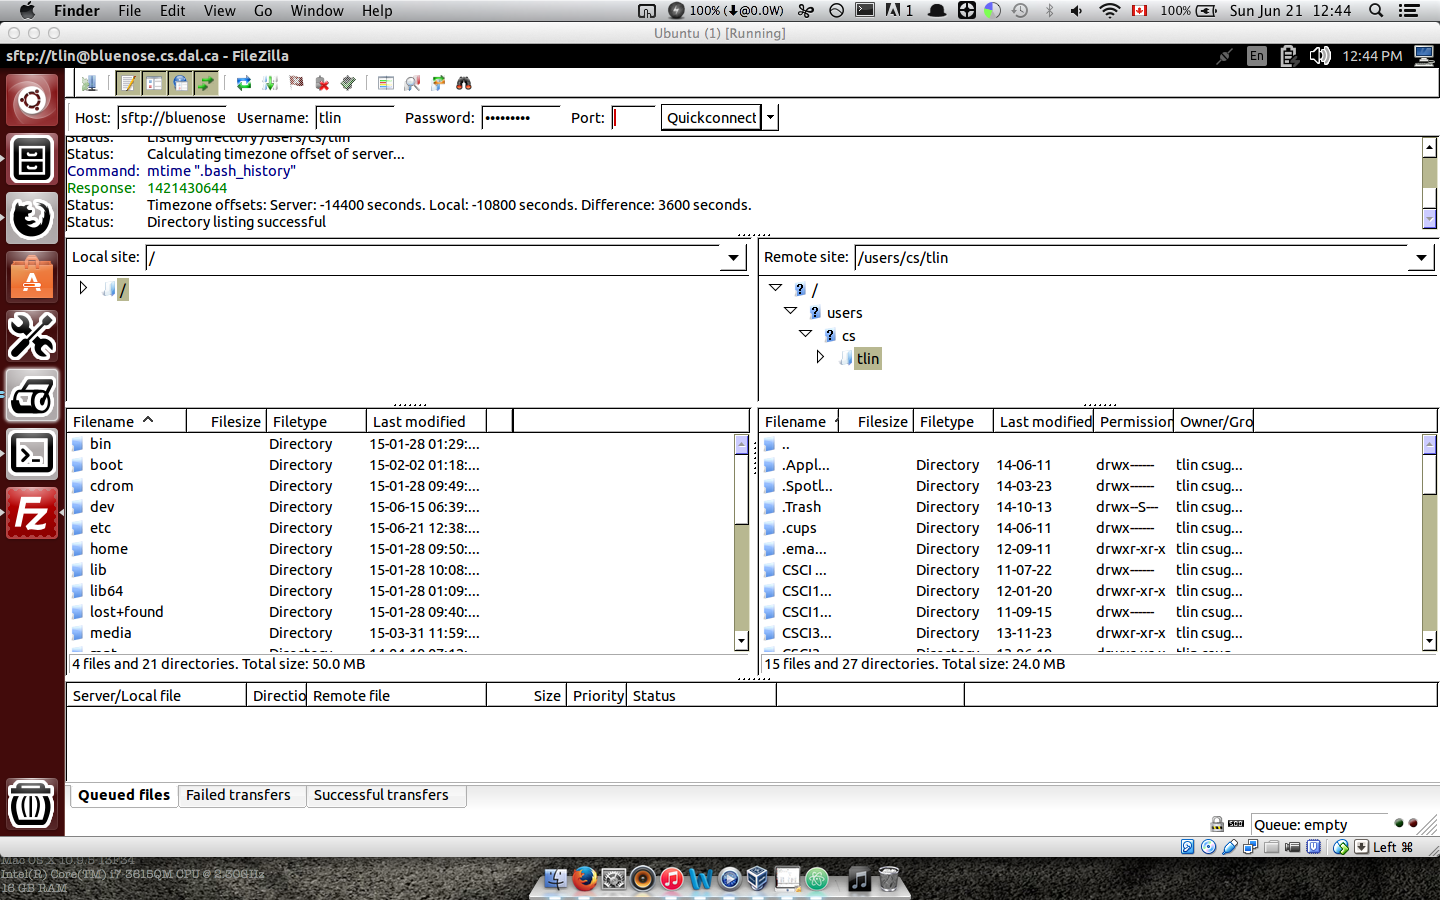 Finder File Edit View Go Window Help 100% (⬇@0.0W) 1 100% Sun Jun 21 12:44
Ubuntu (1) [Running]
sftp://tlin@bluenose.cs.dal.ca - FileZilla En 12:44 PM
Host: sftp://bluenose Username: tlin Password: ••••••••• Port: Quickconnect
Status: Listing directory /users/cs/tlin
Status: Calculating timezone offset of server...
Command: mtime ".bash_history"
Response: 1421430644
Status: Timezone offsets: Server: -14400 seconds. Local: -10800 seconds. Difference: 3600 seconds.
Status: Directory listing successful
Local site: / Remote site: /users/cs/tlin
/ /
users
cs
tlin
Filename Filesize Filetype Last modified Filename Filesize Filetype Last modified Permission Owner/Gro
bin Directory 15-01-28 01:29:... ..
boot Directory 15-02-02 01:18:... .Appl... Directory 14-06-11 drwx------ tlin csug...
cdrom Directory 15-01-28 09:49:... .Spotl... Directory 14-03-23 drwx------ tlin csug...
dev Directory 15-06-15 06:39:... .Trash Directory 14-10-13 drwx--S--- tlin csug...
etc Directory 15-06-21 12:38:... .cups Directory 14-06-11 drwx------ tlin csug...
home Directory 15-01-28 09:50:... .ema... Directory 12-09-11 drwxr-xr-x tlin csug...
lib Directory 15-01-28 10:08:... CSCI ... Directory 11-07-22 drwx------ tlin csug...
lib64 Directory 15-01-28 01:09:... CSCI1... Directory 12-01-20 drwxr-xr-x tlin csug...
lost+found Directory 15-01-28 09:40:... CSCI1... Directory 11-09-15 drwx------ tlin csug...
media Directory 15-03-31 11:59:... CSCI3... Directory 13-11-23 drwxr-xr-x tlin csug...
4 files and 21 directories. Total size: 50.0 MB 15 files and 27 directories. Total size: 24.0 MB
Server/Local file Directio Remote file Size Priority Status
Queued files Failed transfers Successful transfers
Queue: empty
Left ⌘
Mac OS X 10.9.5 13F34
Intel(R) Core(TM) i7-3615QM CPU @ 2.30GHz
16 GB RAM